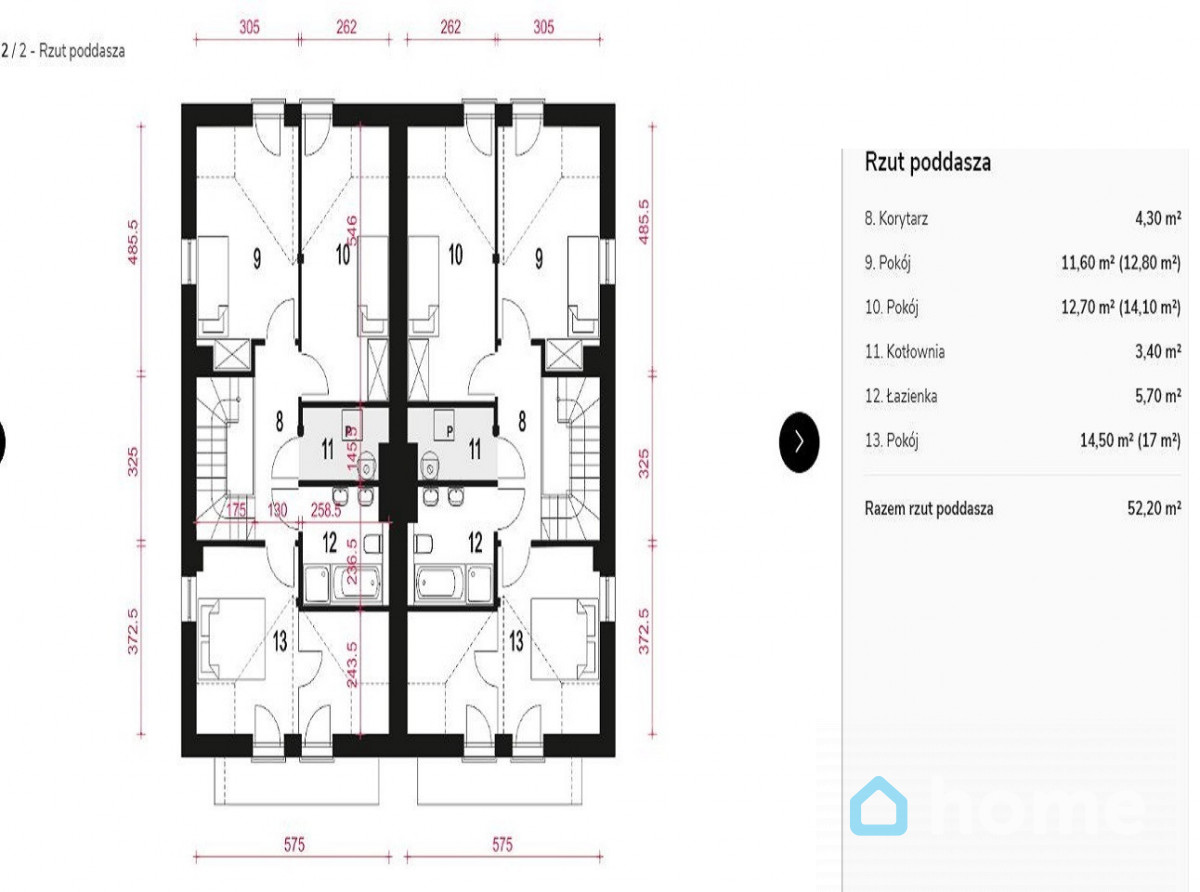 305
262
262
305
2 / 2 - Rzut poddasza
485.5
485.5
546
9
10
10
9
8
8
11
11
P
P
145.5
325
325
175
130
258.5
12
12
236.5
372.5
372.5
13
13
243.5
575
575
Rzut poddasza
8. Korytarz 4,30 m²
9. Pokój 11,60 m² (12,80 m²)
10. Pokój 12,70 m² (14,10 m²)
11. Kotłownia 3,40 m²
12. Łazienka 5,70 m²
13. Pokój 14,50 m² (17 m²)
Razem rzut poddasza 52,20 m²
home